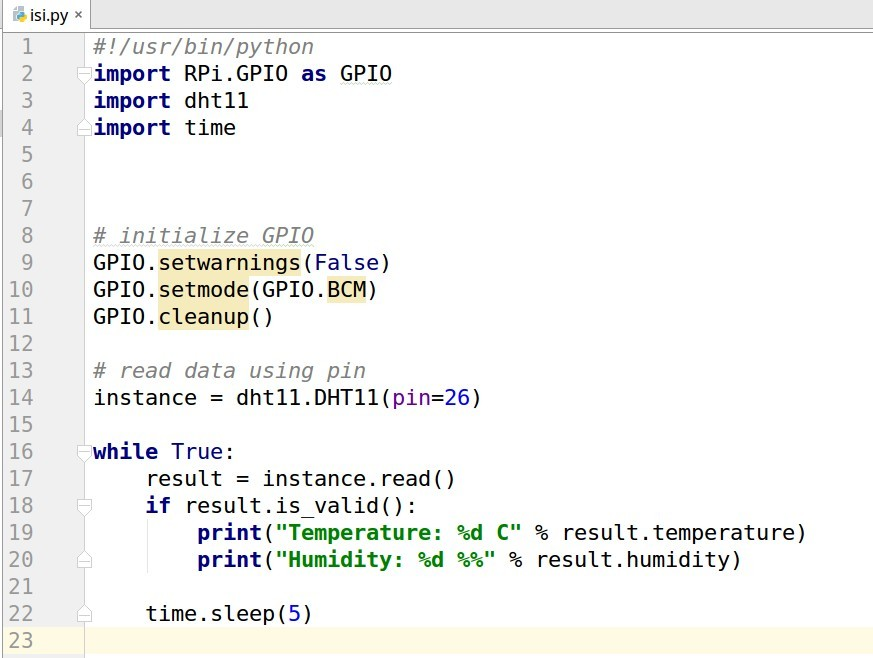 isi.py ×
1 #!/usr/bin/python
2 import RPi.GPIO as GPIO
3 import dht11
4 import time
5
6
7
8 # initialize GPIO
9 GPIO.setwarnings(False)
10 GPIO.setmode(GPIO.BCM)
11 GPIO.cleanup()
12
13 # read data using pin
14 instance = dht11.DHT11(pin=26)
15
16 while True:
17     result = instance.read()
18     if result.is_valid():
19         print("Temperature: %d C" % result.temperature)
20         print("Humidity: %d %%" % result.humidity)
21
22     time.sleep(5)
23